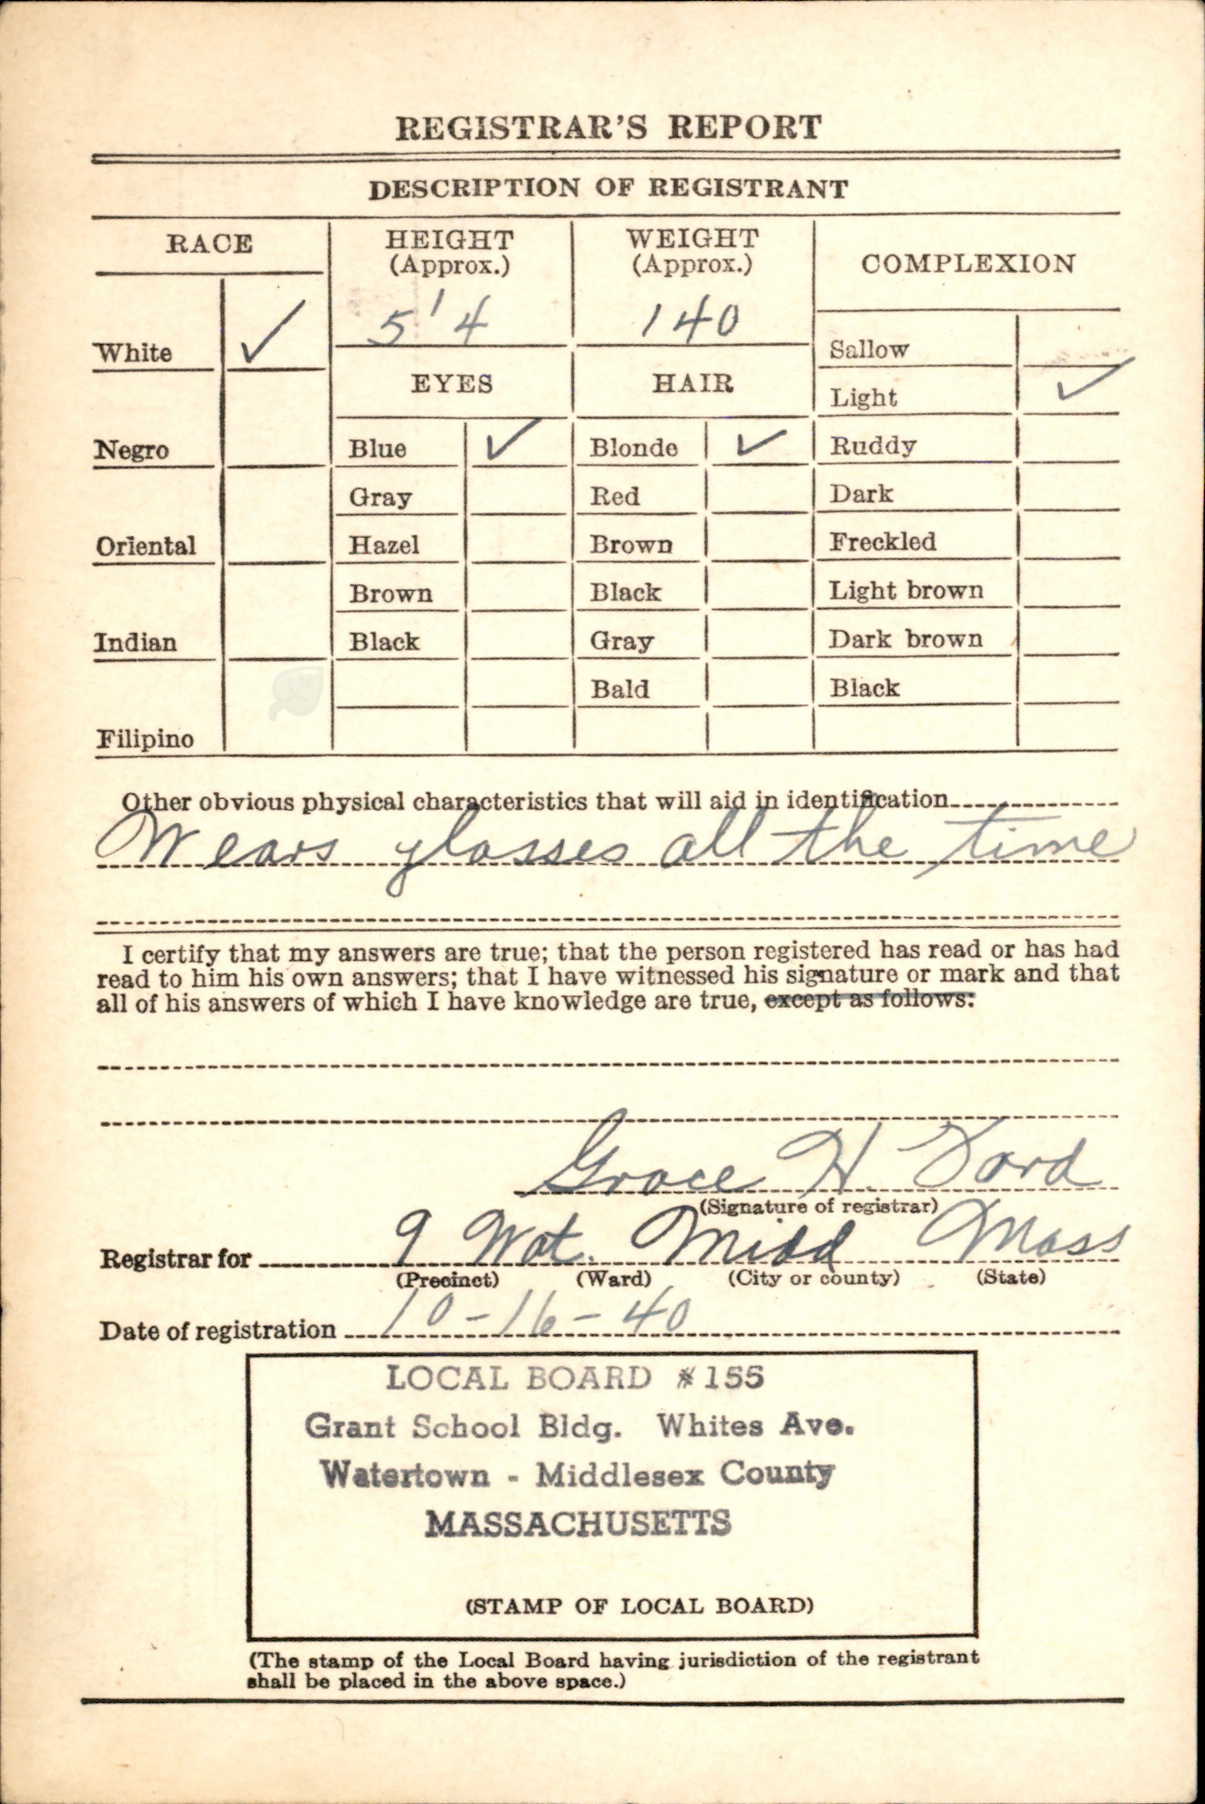 REGISTRAR'S REPORT
DESCRIPTION OF REGISTRANT
RACE
HEIGHT
(Approx.)
WEIGHT
(Approx.)
COMPLEXION
5'4
140
White ✓
Sallow
EYES
HAIR
Light ✓
Negro
Blue ✓
Blonde ✓
Ruddy
Gray
Red
Dark
Oriental
Hazel
Brown
Freckled
Brown
Black
Light brown
Indian
Black
Gray
Dark brown
Bald
Black
Filipino
Other obvious physical characteristics that will aid in identification
Wears glasses all the time
I certify that my answers are true; that the person registered has read or has had
read to him his own answers; that I have witnessed his signature or mark and that
all of his answers of which I have knowledge are true, except as follows:
Grace H.
(Signature of registrar)
Registrar for 9 Wat. Midd Mass
(Precinct) (Ward) (City or county) (State)
Date of registration 10-16-40
LOCAL BOARD #155
Grant School Bldg. Whites Ave.
Watertown - Middlesex County
MASSACHUSETTS
(STAMP OF LOCAL BOARD)
(The stamp of the Local Board having jurisdiction of the registrant
shall be placed in the above space.)